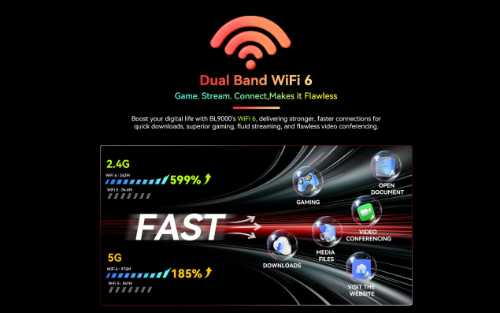 Dual Band WiFi 6
Game. Stream. Connect,Makes it Flawless
Boost your digital life with BL9000's WiFi 6, delivering stronger, faster connections for
quick downloads, superior gaming, fluid streaming, and flawless video conferencing.
2.4G
599%
GAMING
OPEN
DOCUMENT
FAST
VIDEO
CONFERENCING
5G
185%
DOWNLOADS
MEDIA
FILES
VISIT THE
WEBSITE